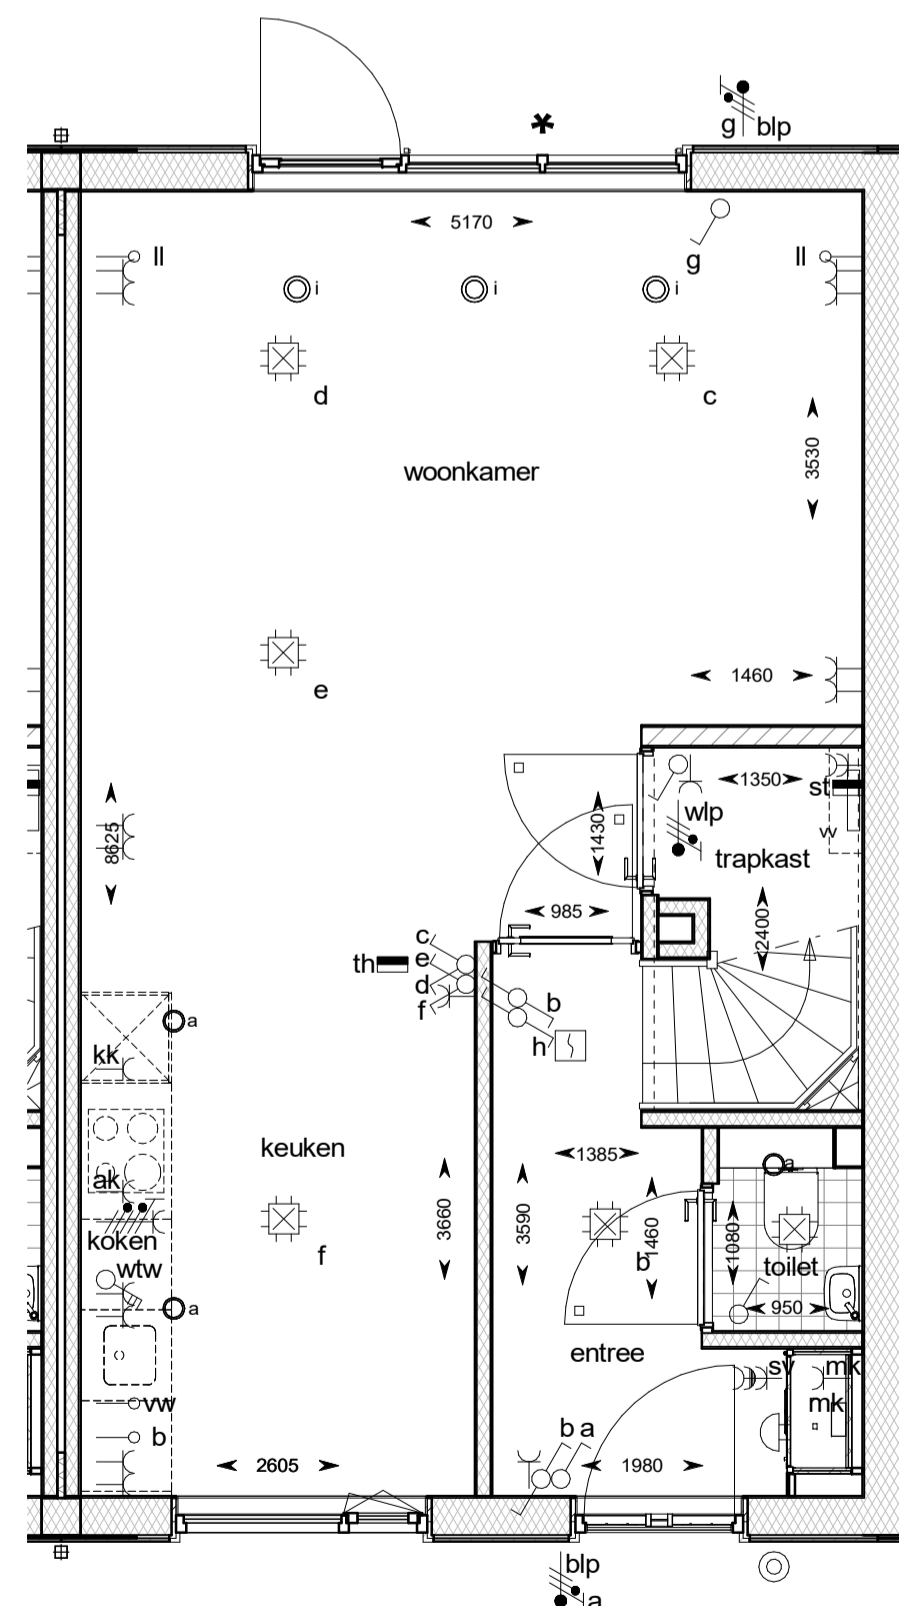 g blp
5170
g
ll
ll
i
i
i
d
c
3530
woonkamer
e
1460
1350
st
wlp
vv
8625
1430
trapkast
985
2400
c
e
th
d
f
b
h
a
kk
keuken
1385
a
ak
3660
3590
1460
1080
koken
wtw
f
b
toilet
a
950
entree
sv
mk
mk
vw
b
b a
2605
1980
blp
a